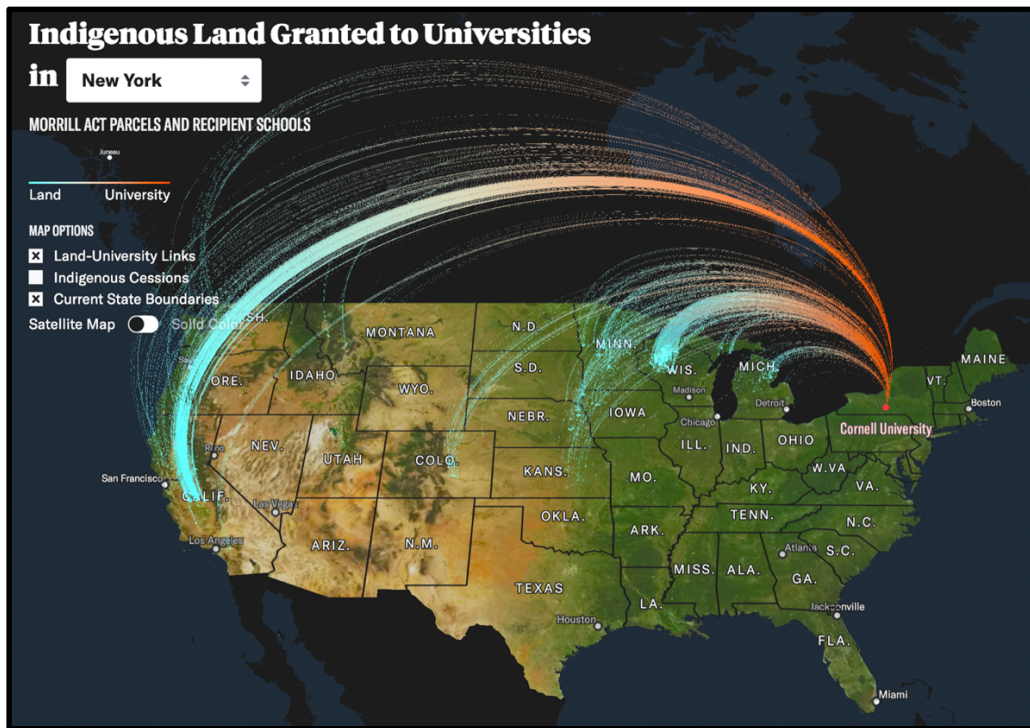 Indigenous Land Granted to Universities
in New York
MORRILL ACT PARCELS AND RECIPIENT SCHOOLS
Juneau
Land University
MAP OPTIONS
Land-University Links
Indigenous Cessions
Current State Boundaries
Satellite Map Solid Color
SH.
MONTANA
N.D.
MINN.
MAINE
ORE.
IDAHO
S.D.
WIS.
MICH.
VT.
WYO.
Madison
Detroit
Boston
NEBR.
IOWA
Chicago
Cornell University
Reno
NEV.
UTAH
COLO.
ILL.
IND.
OHIO
San Francisco
CALIF.
KANS.
MO.
W.VA
VA.
Las Vegas
KY.
OKLA.
TENN.
N.C.
Los Angeles
ARIZ.
N.M.
ARK.
Atlanta
S.C.
TEXAS
MISS.
ALA.
GA.
LA.
Jacksonville
Houston
FLA.
Miami